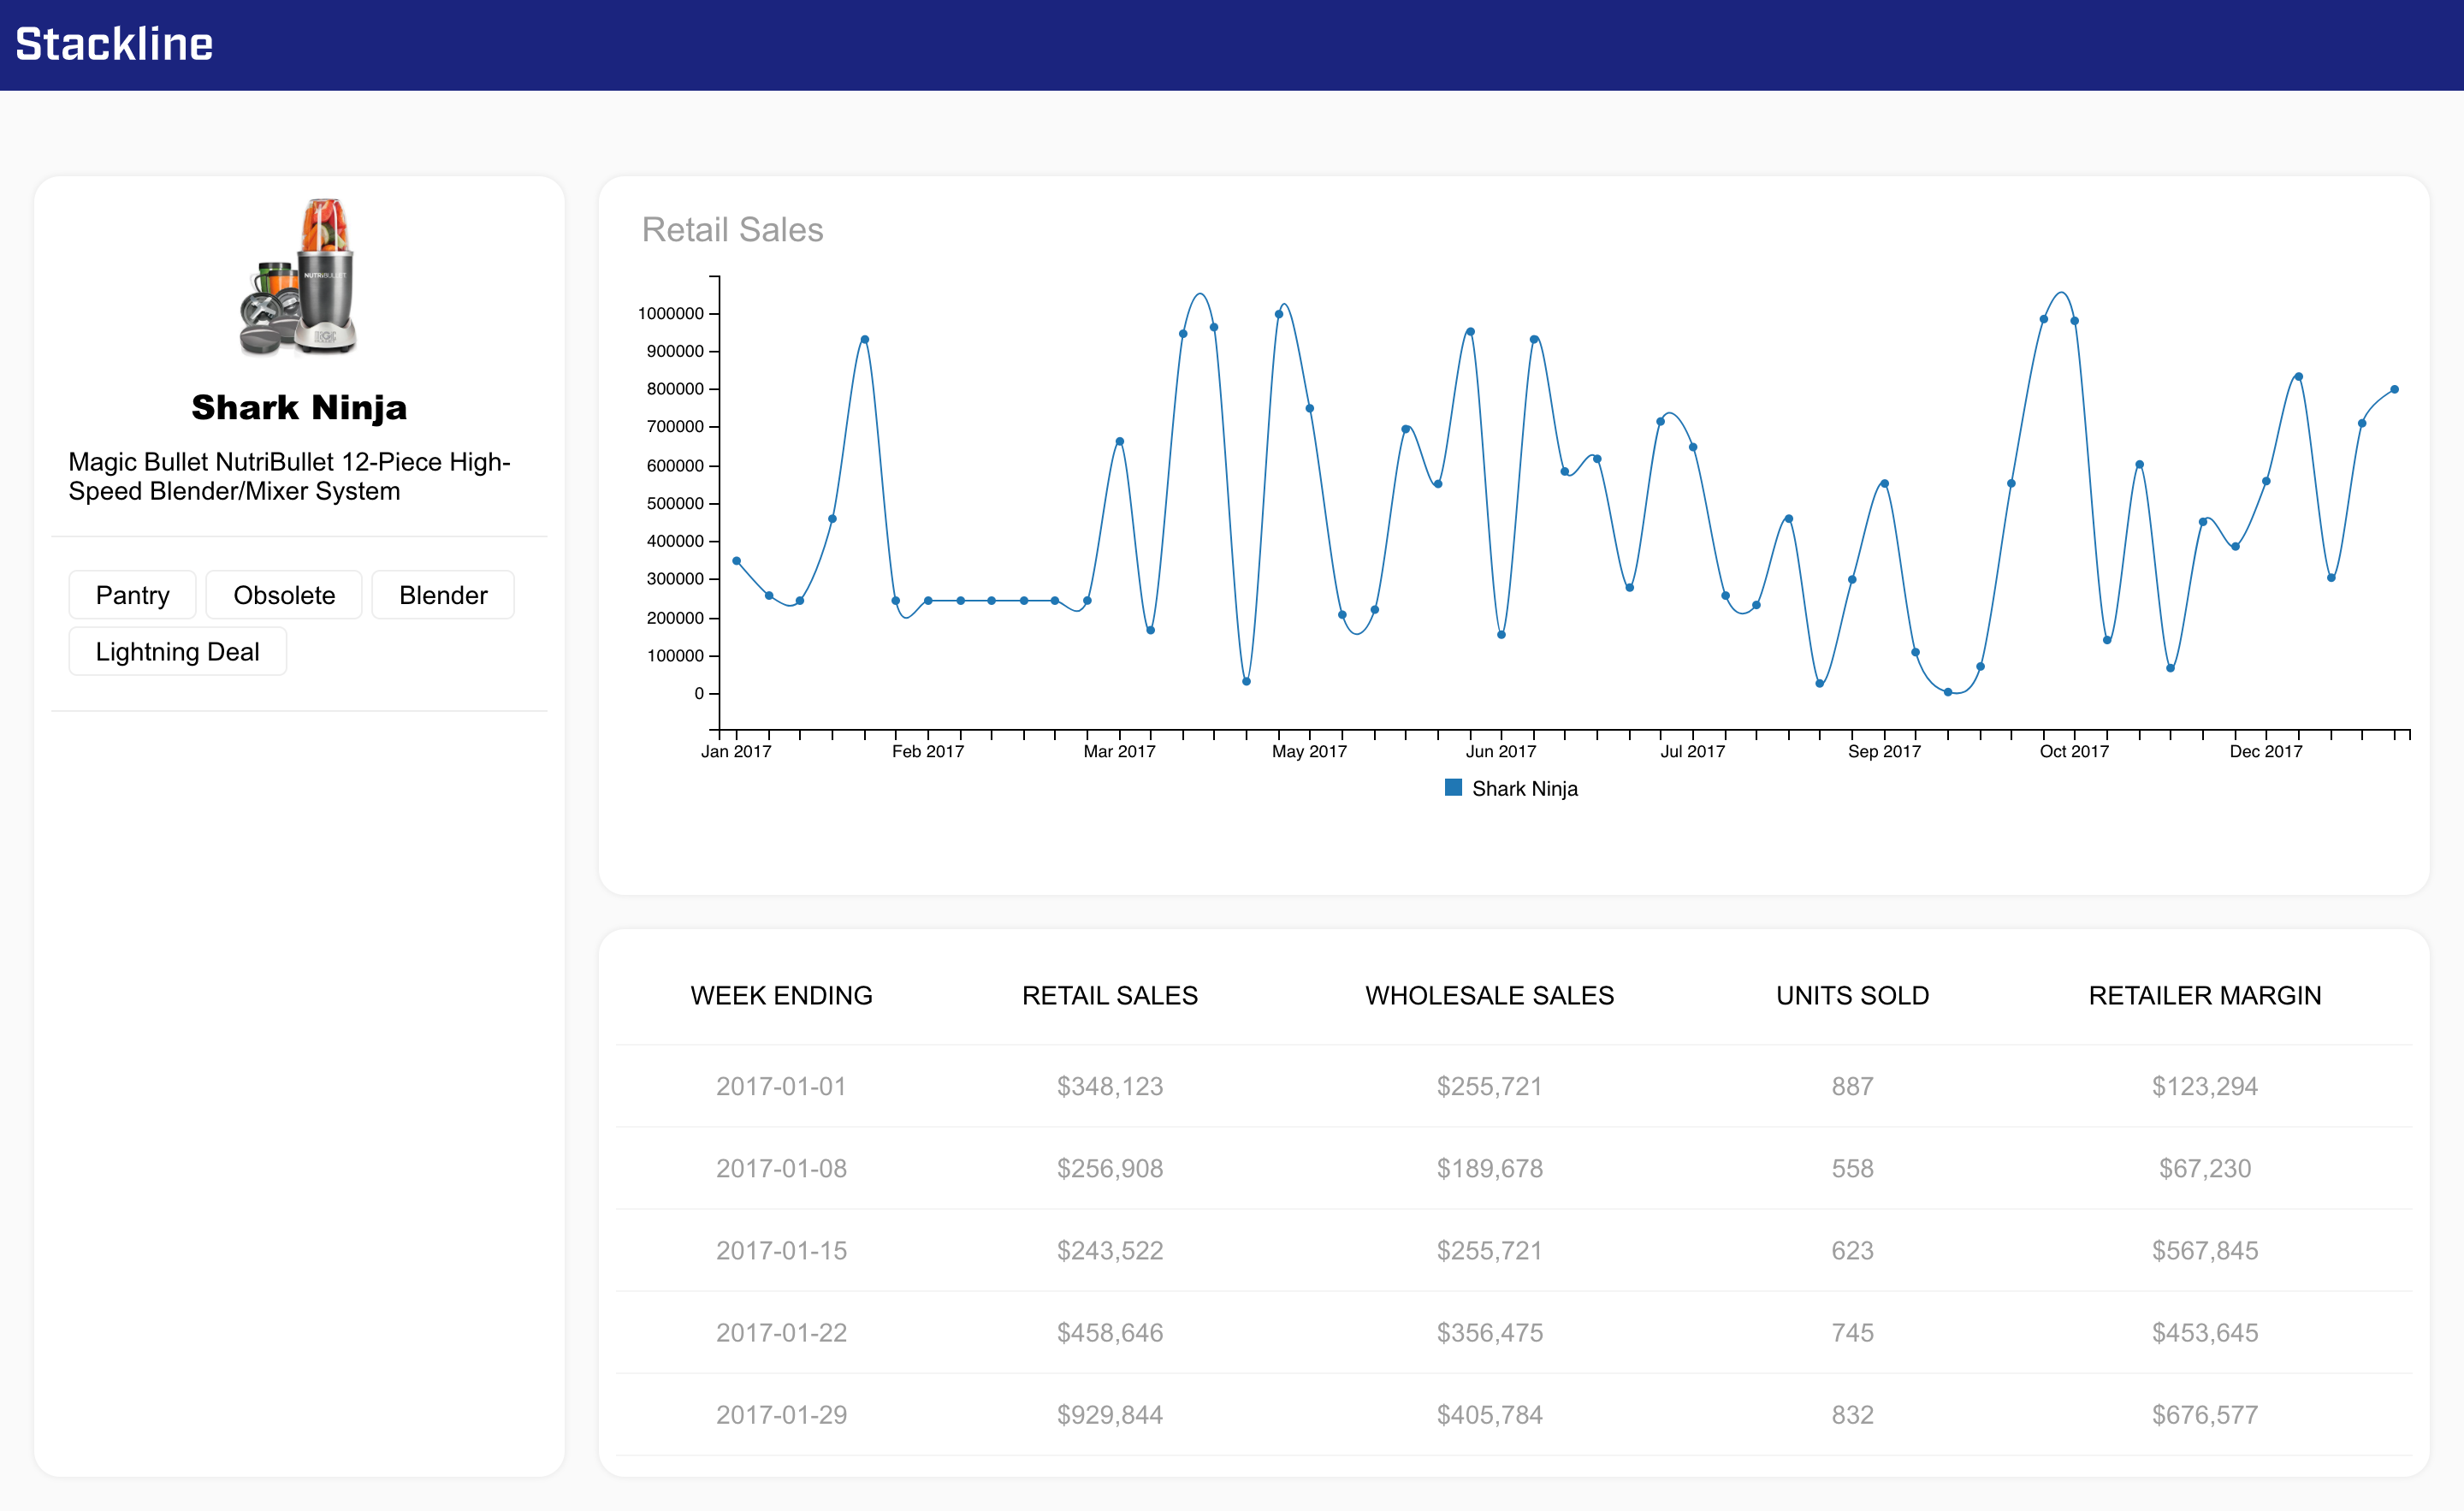 Stackline
NUTRIBULLET
Shark Ninja
Magic Bullet NutriBullet 12-Piece High-
Speed Blender/Mixer System
Pantry
Obsolete
Blender
Lightning Deal
Retail Sales
1000000
900000
800000
700000
600000
500000
400000
300000
200000
100000
0
Jan 2017 Feb 2017 Mar 2017 May 2017 Jun 2017 Jul 2017 Sep 2017 Oct 2017 Dec 2017
Shark Ninja
WEEK ENDING RETAIL SALES WHOLESALE SALES UNITS SOLD RETAILER MARGIN
2017-01-01 $348,123 $255,721 887 $123,294
2017-01-08 $256,908 $189,678 558 $67,230
2017-01-15 $243,522 $255,721 623 $567,845
2017-01-22 $458,646 $356,475 745 $453,645
2017-01-29 $929,844 $405,784 832 $676,577